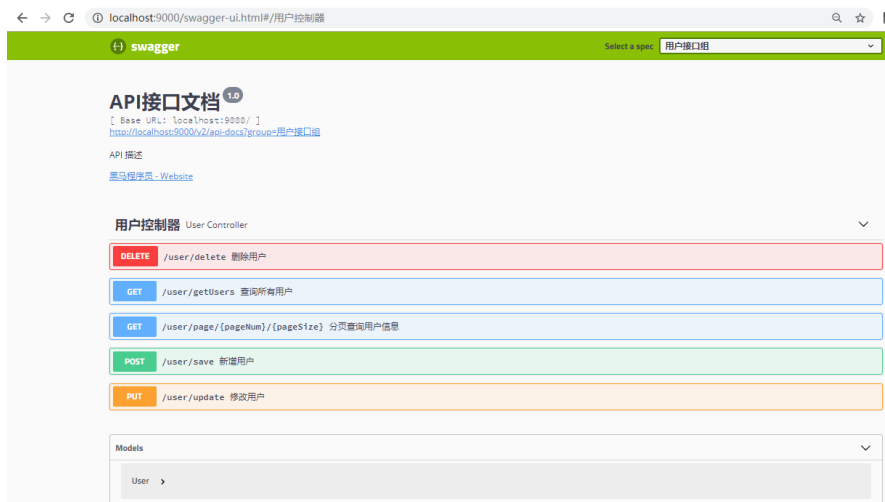 localhost:9000/swagger-ui.html#/用户控制器
swagger
Select a spec
用户接口组
API接口文档 1.0
[ Base URL: localhost:9000/ ]
http://localhost:9000/v2/api-docs?group=用户接口组
API 描述
黑马程序员 - Website
用户控制器 User Controller
DELETE /user/delete 删除用户
GET /user/getUsers 查询所有用户
GET /user/page/{pageNum}/{pageSize} 分页查询用户信息
POST /user/save 新增用户
PUT /user/update 修改用户
Models
User